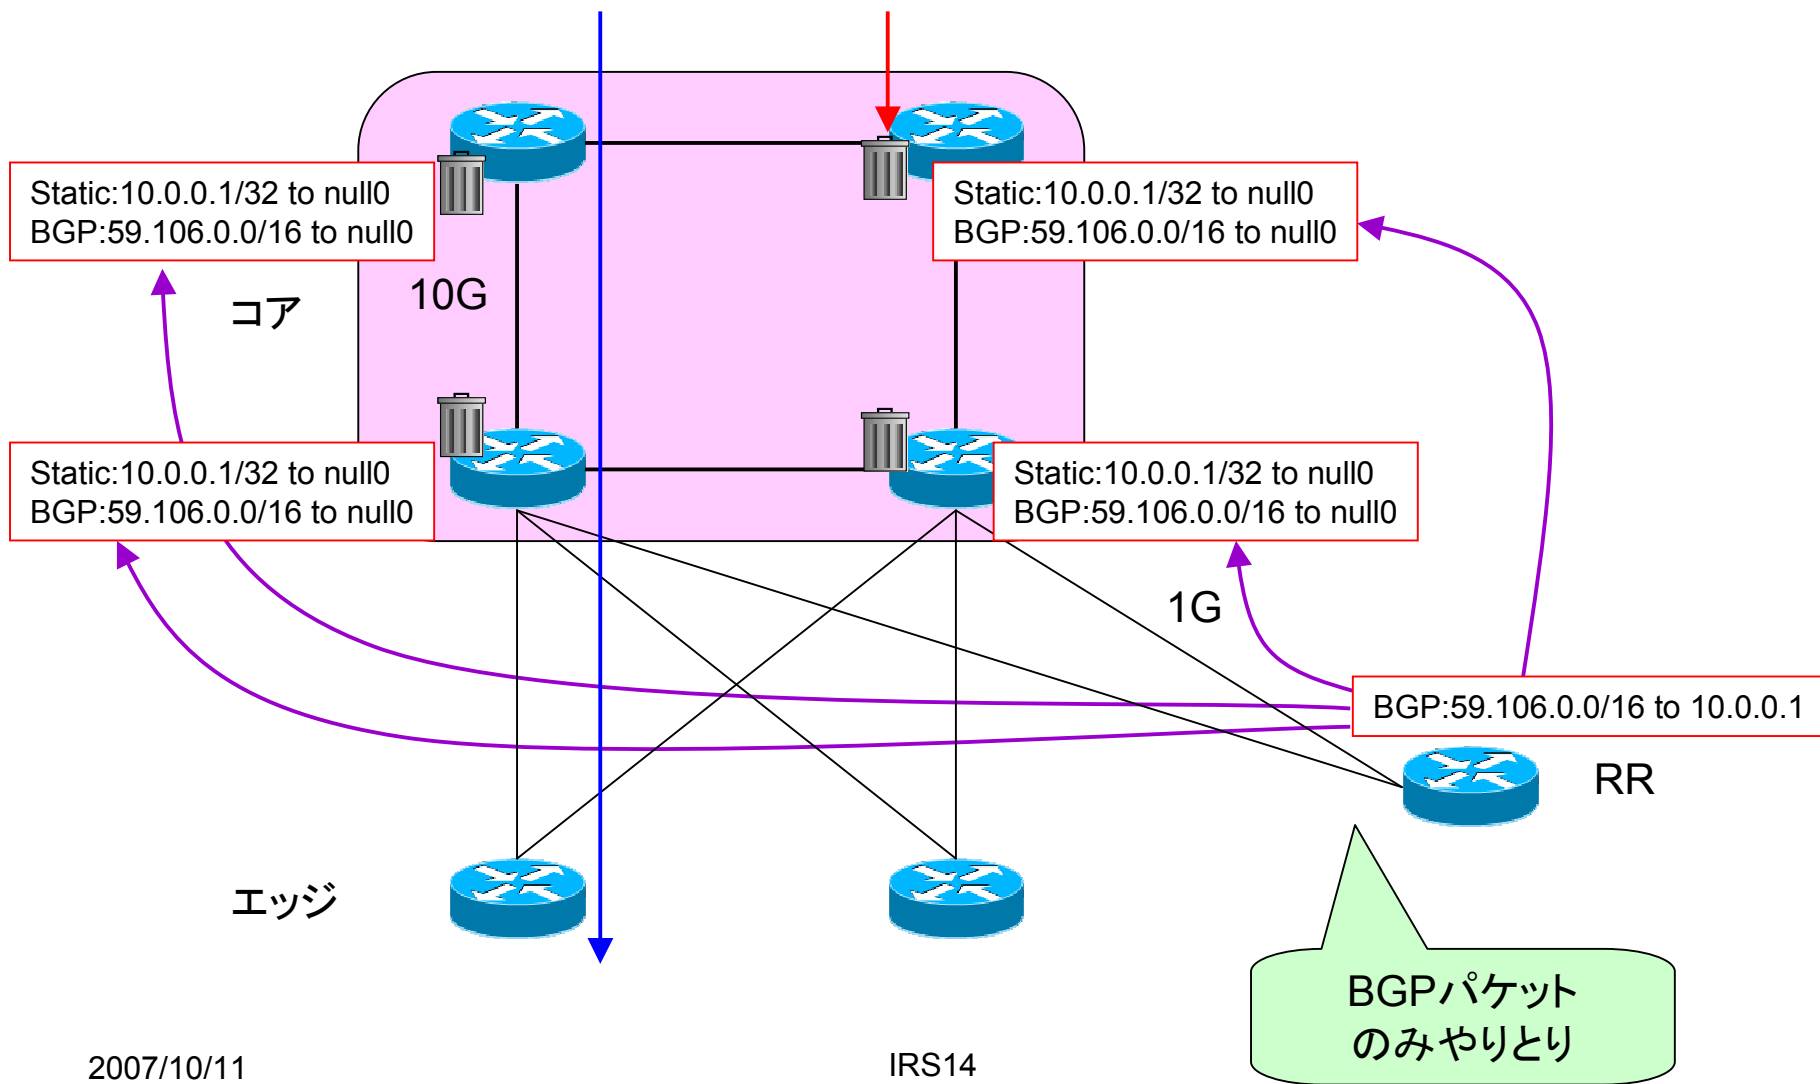 Static:10.0.0.1/32 to null0
BGP:59.106.0.0/16 to null0
Static:10.0.0.1/32 to null0
BGP:59.106.0.0/16 to null0
コア
10G
Static:10.0.0.1/32 to null0
BGP:59.106.0.0/16 to null0
Static:10.0.0.1/32 to null0
BGP:59.106.0.0/16 to null0
1G
BGP:59.106.0.0/16 to 10.0.0.1
RR
エッジ
BGPパケット
のみやりとり
2007/10/11
IRS14